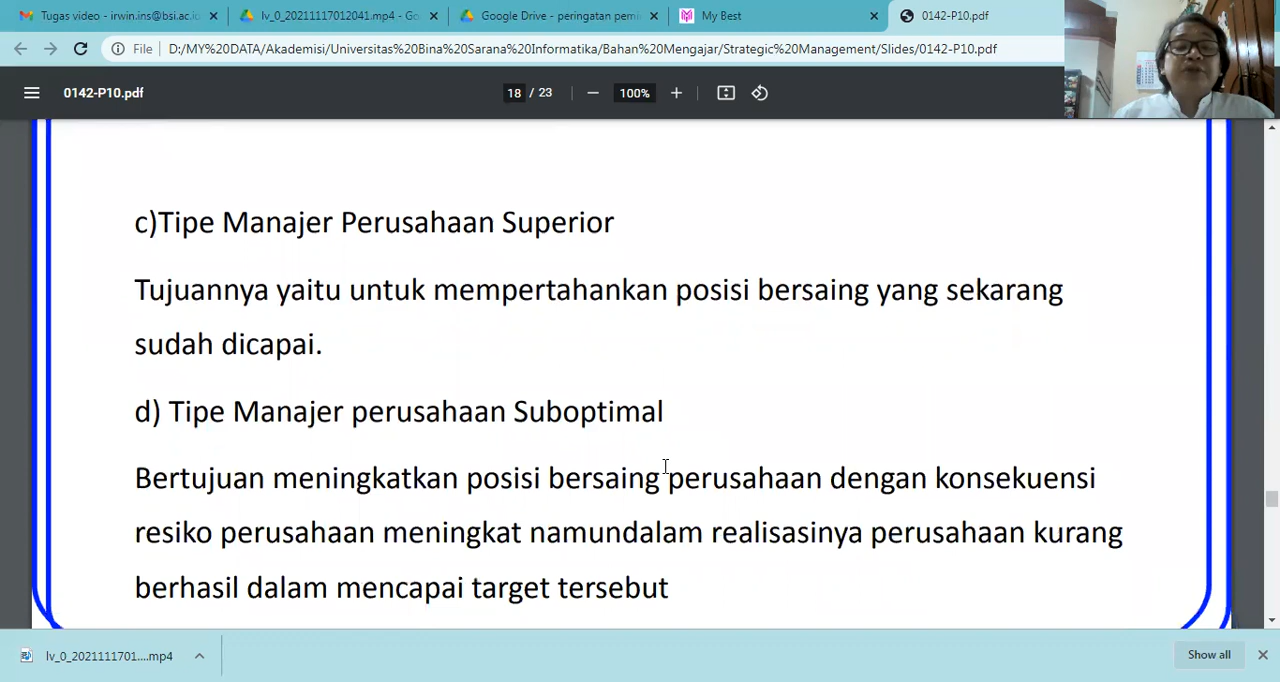 Tugas video - irwin.ins@bsi.ac.i
lv_0_20211117012041.mp4 - Go
Google Drive - peringatan pemi
My Best
0142-P10.pdf
File
D:/MY%20DATA/Akademisi/Universitas%20Bina%20Sarana%20Informatika/Bahan%20Mengajar/Strategic%20Management/Slides/0142-P10.pdf
0142-P10.pdf
18 / 23
100%
c)Tipe Manajer Perusahaan Superior
Tujuannya yaitu untuk mempertahankan posisi bersaing yang sekarang
sudah dicapai.
d) Tipe Manajer perusahaan Suboptimal
Bertujuan meningkatkan posisi bersaing perusahaan dengan konsekuensi
resiko perusahaan meningkat namundalam realisasinya perusahaan kurang
berhasil dalam mencapai target tersebut
lv_0_2021111701....mp4
Show all